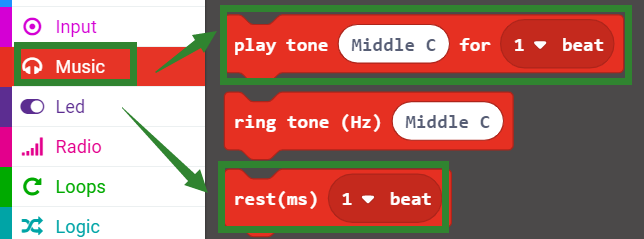 Input
Music
Led
Radio
Loops
Logic
play tone Middle C for 1 beat
ring tone (Hz) Middle C
rest(ms) 1 beat